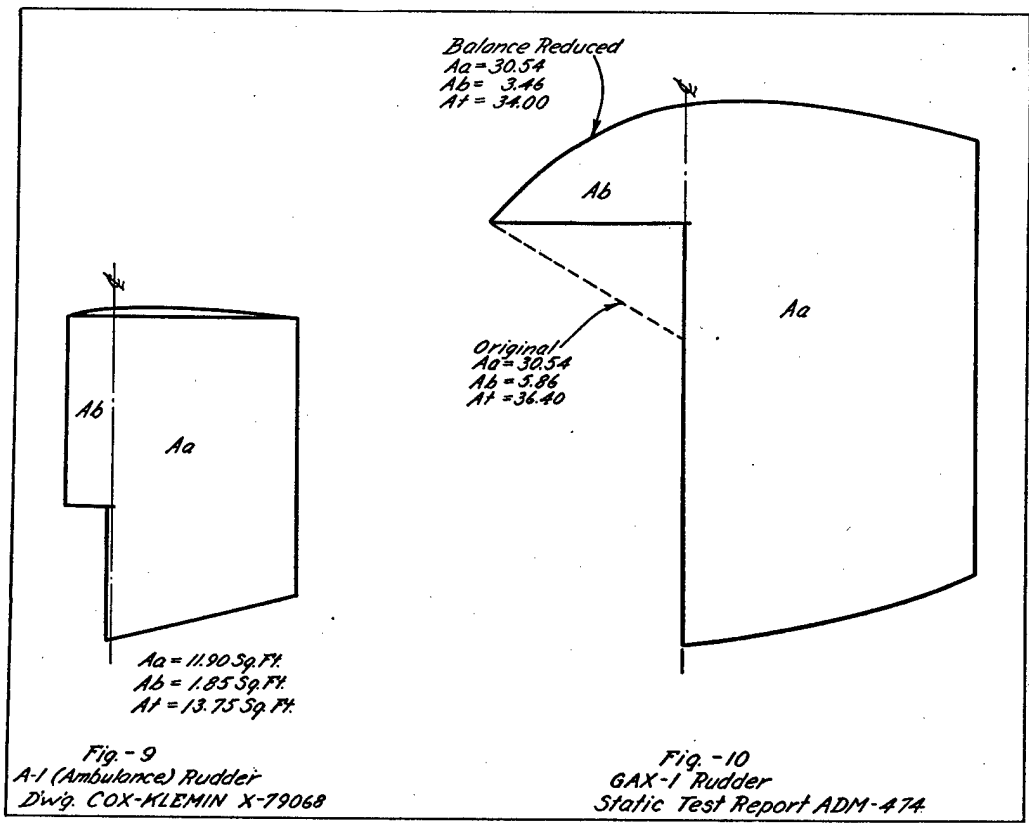 Balance Reduced
Aa = 30.54
Ab = 3.46
At = 34.00
℄
Ab
Aa
Original
Aa = 30.54
Ab = 5.86
At = 36.40
℄
Ab
Aa
Aa = 11.90 Sq. Ft.
Ab = 1.85 Sq. Ft.
At = 13.75 Sq. Ft.
Fig. - 9
A-1 (Ambulance) Rudder
Dwg. COX-KLEMIN X-79068
Fig. -10
GAX-1 Rudder
Static Test Report ADM-474